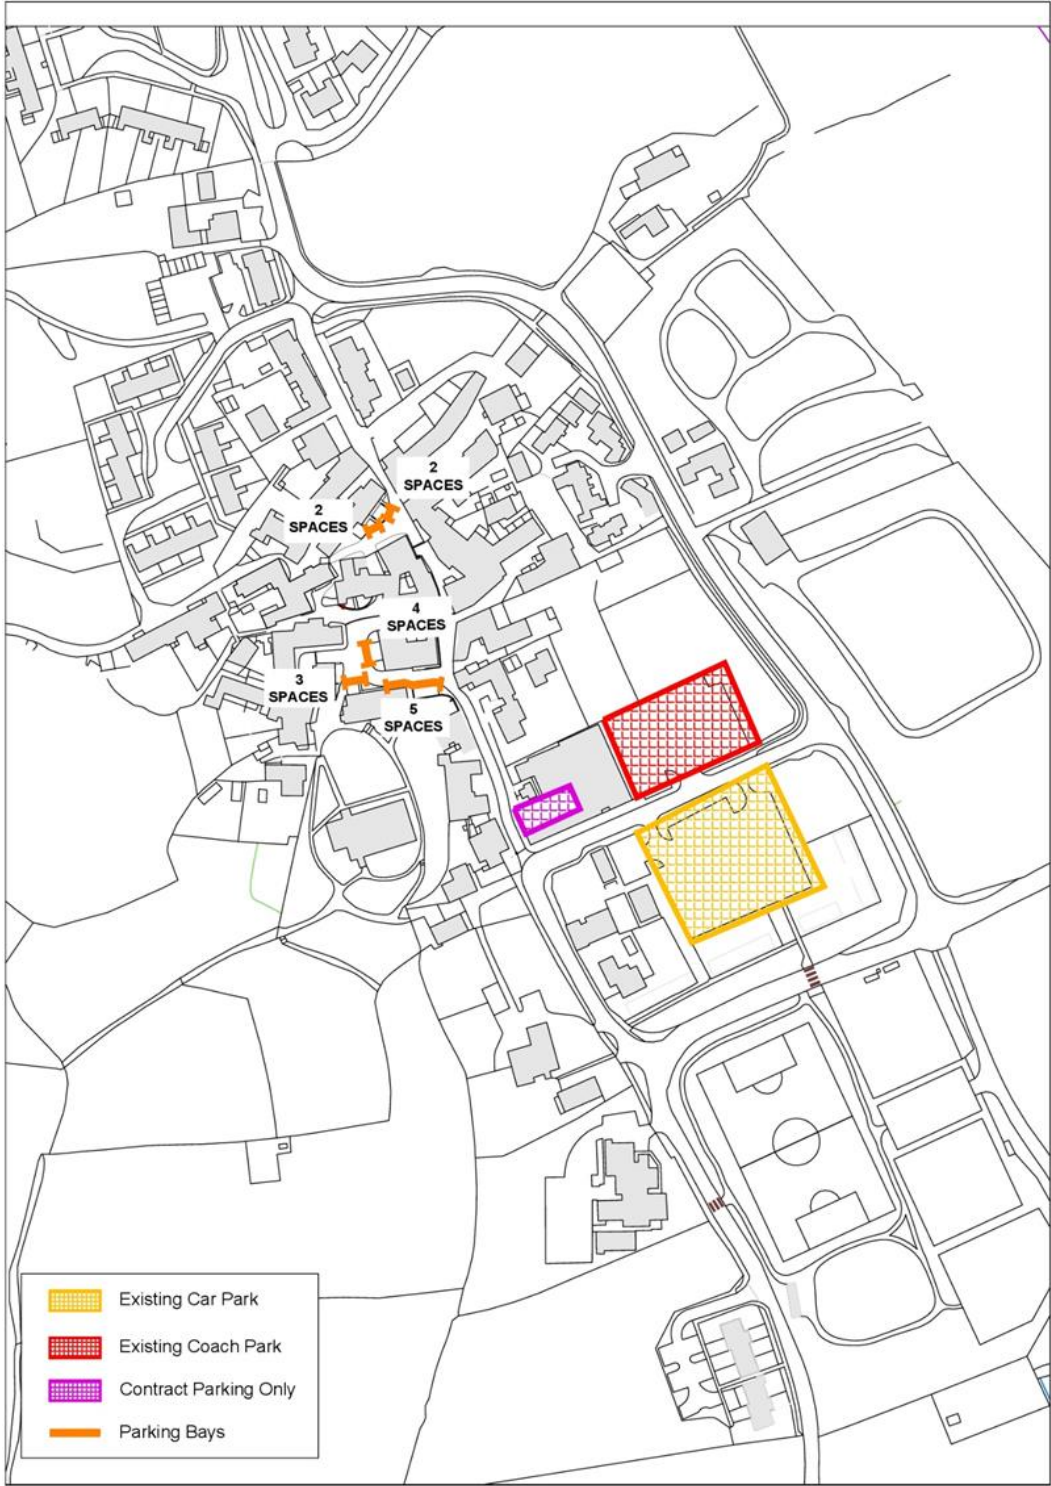 2
SPACES
2
SPACES
4
SPACES
3
SPACES
5
SPACES
Existing Car Park
Existing Coach Park
Contract Parking Only
Parking Bays